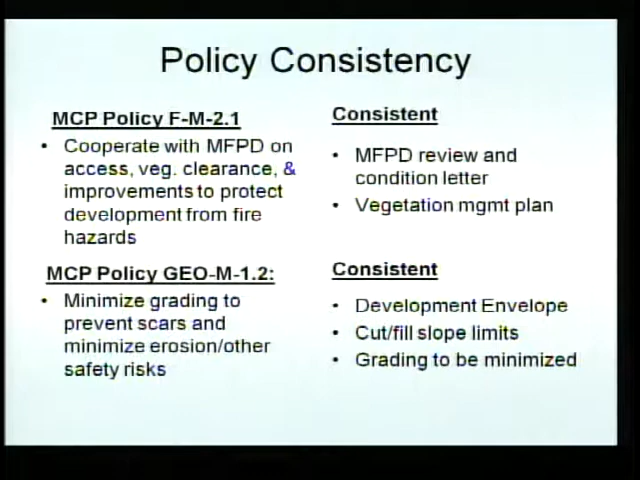 Policy Consistency
MCP Policy F-M-2.1
• Cooperate with MFPD on
access, veg. clearance, &
improvements to protect
development from fire
hazards
Consistent
• MFPD review and
condition letter
• Vegetation mgmt plan
MCP Policy GEO-M-1.2:
• Minimize grading to
prevent scars and
minimize erosion/other
safety risks
Consistent
• Development Envelope
• Cut/fill slope limits
• Grading to be minimized